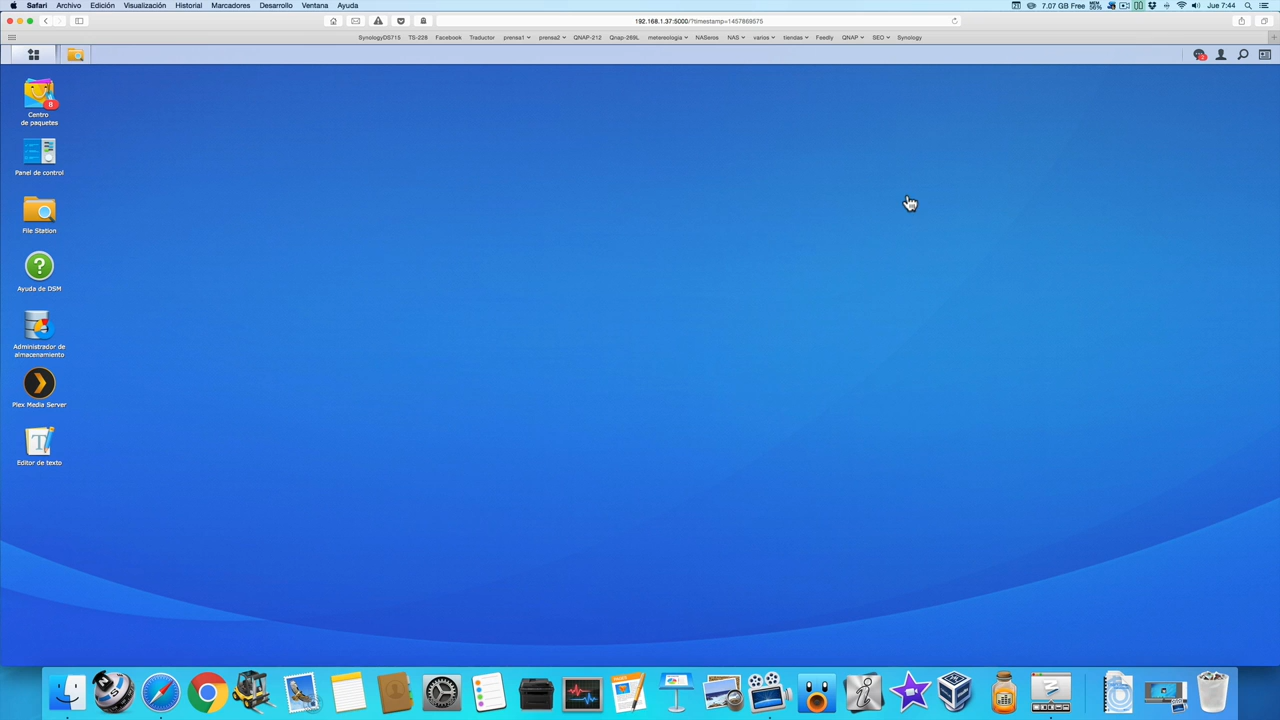 Safari Archivo Edición Visualización Historial Marcadores Desarrollo Ventana Ayuda 7.07 GB Free Jue 7:44
192.168.1.37:5000/?timestamp=1457869575
SynologyDS715 TS-228 Facebook Traductor prensa1 prensa2 QNAP-212 Qnap-269L metereologia NASeros NAS varios tiendas Feedly QNAP SEO Synology
8
Centro
de paquetes
Panel de control
File Station
?
Ayuda de DSM
Administrador de
almacenamiento
Plex Media Server
T
Editor de texto